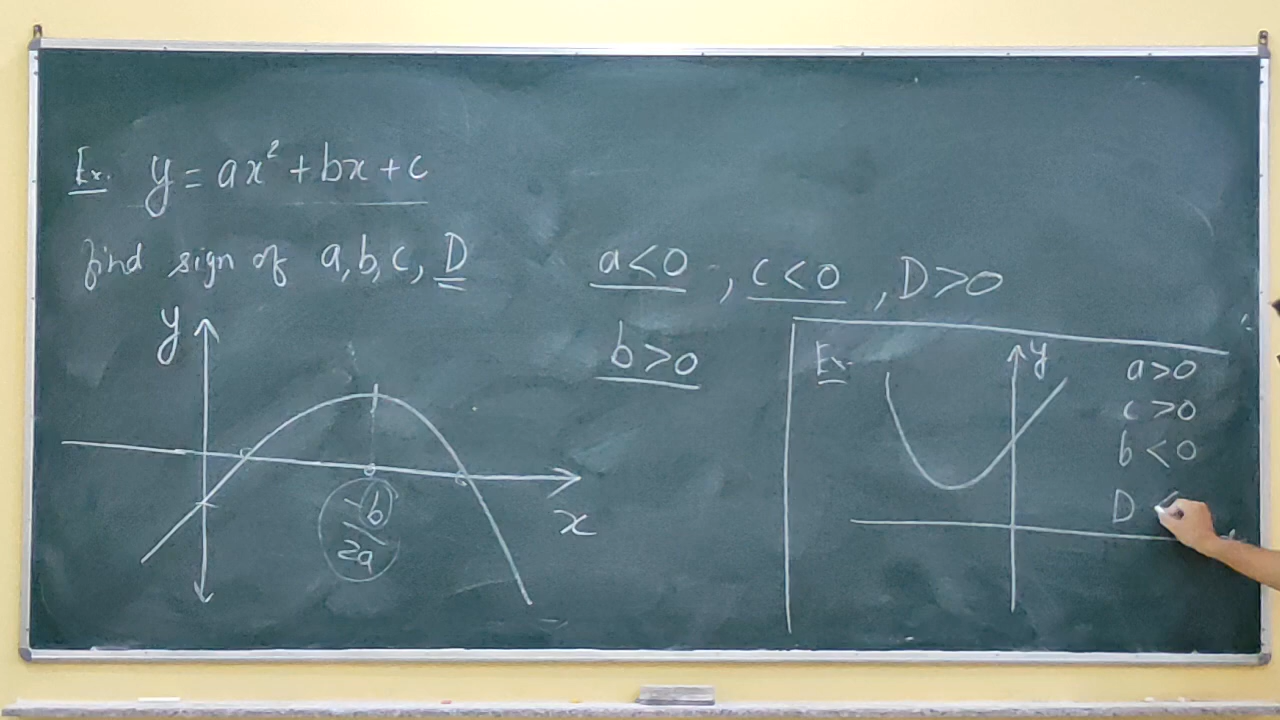 Ex. y = ax² + bx + c
find sign of a, b, c, D
a<0 , c<0 , D>0
b>0
y
x
-b
2a
Ex.
y
a>0
c>0
b<0
D <